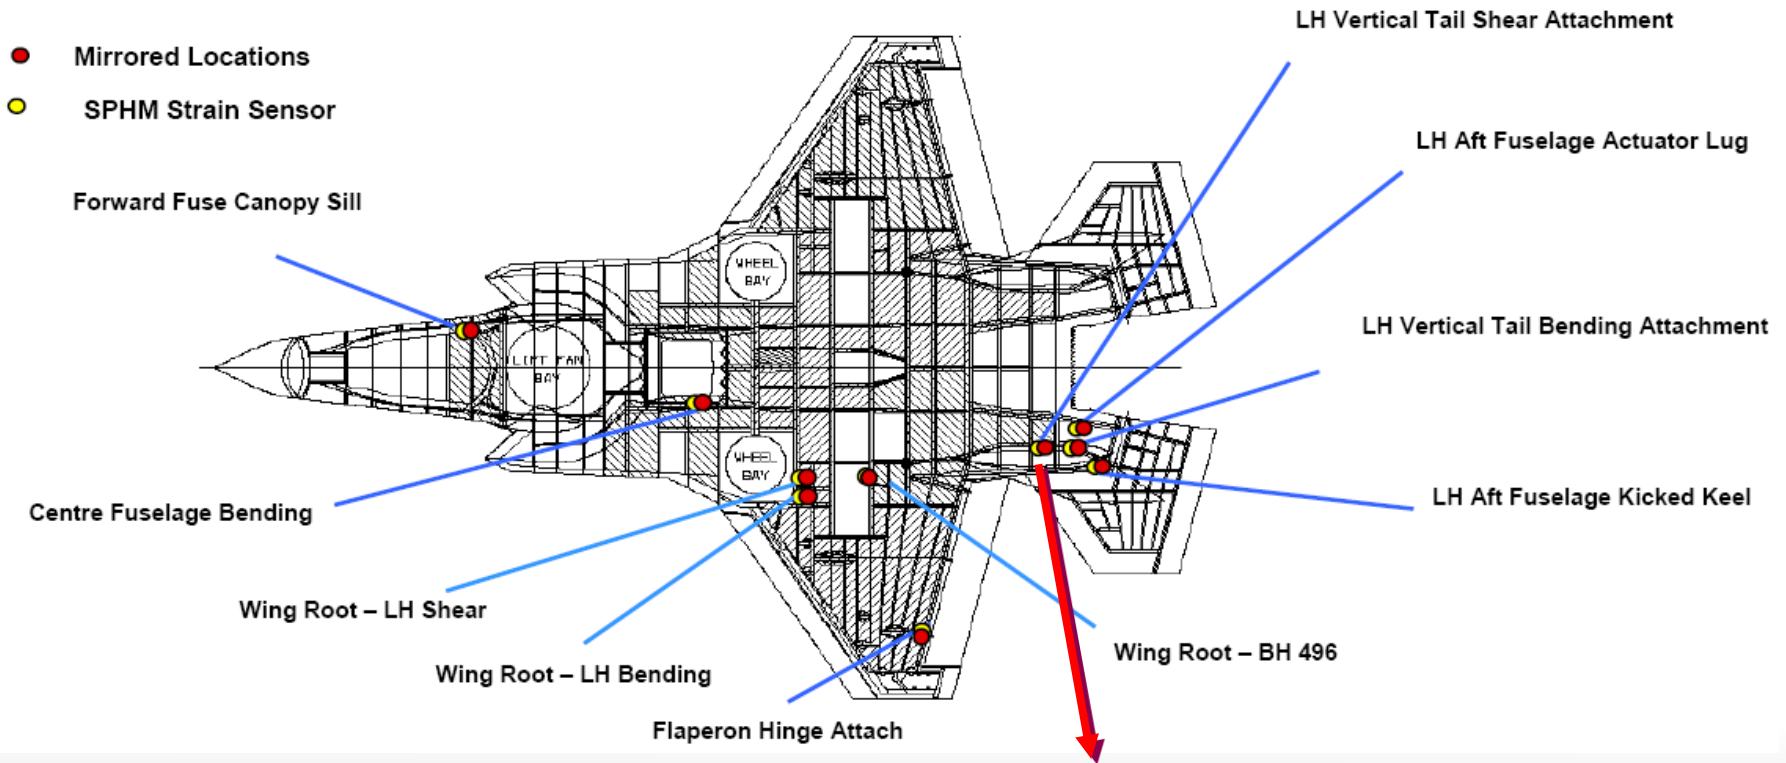 LH Vertical Tail Shear Attachment
Mirrored Locations
SPHM Strain Sensor
LH Aft Fuselage Actuator Lug
Forward Fuse Canopy Sill
WHEEL
BAY
LH Vertical Tail Bending Attachment
LIFT FAN
BAY
WHEEL
BAY
LH Aft Fuselage Kicked Keel
Centre Fuselage Bending
Wing Root – LH Shear
Wing Root – BH 496
Wing Root – LH Bending
Flaperon Hinge Attach